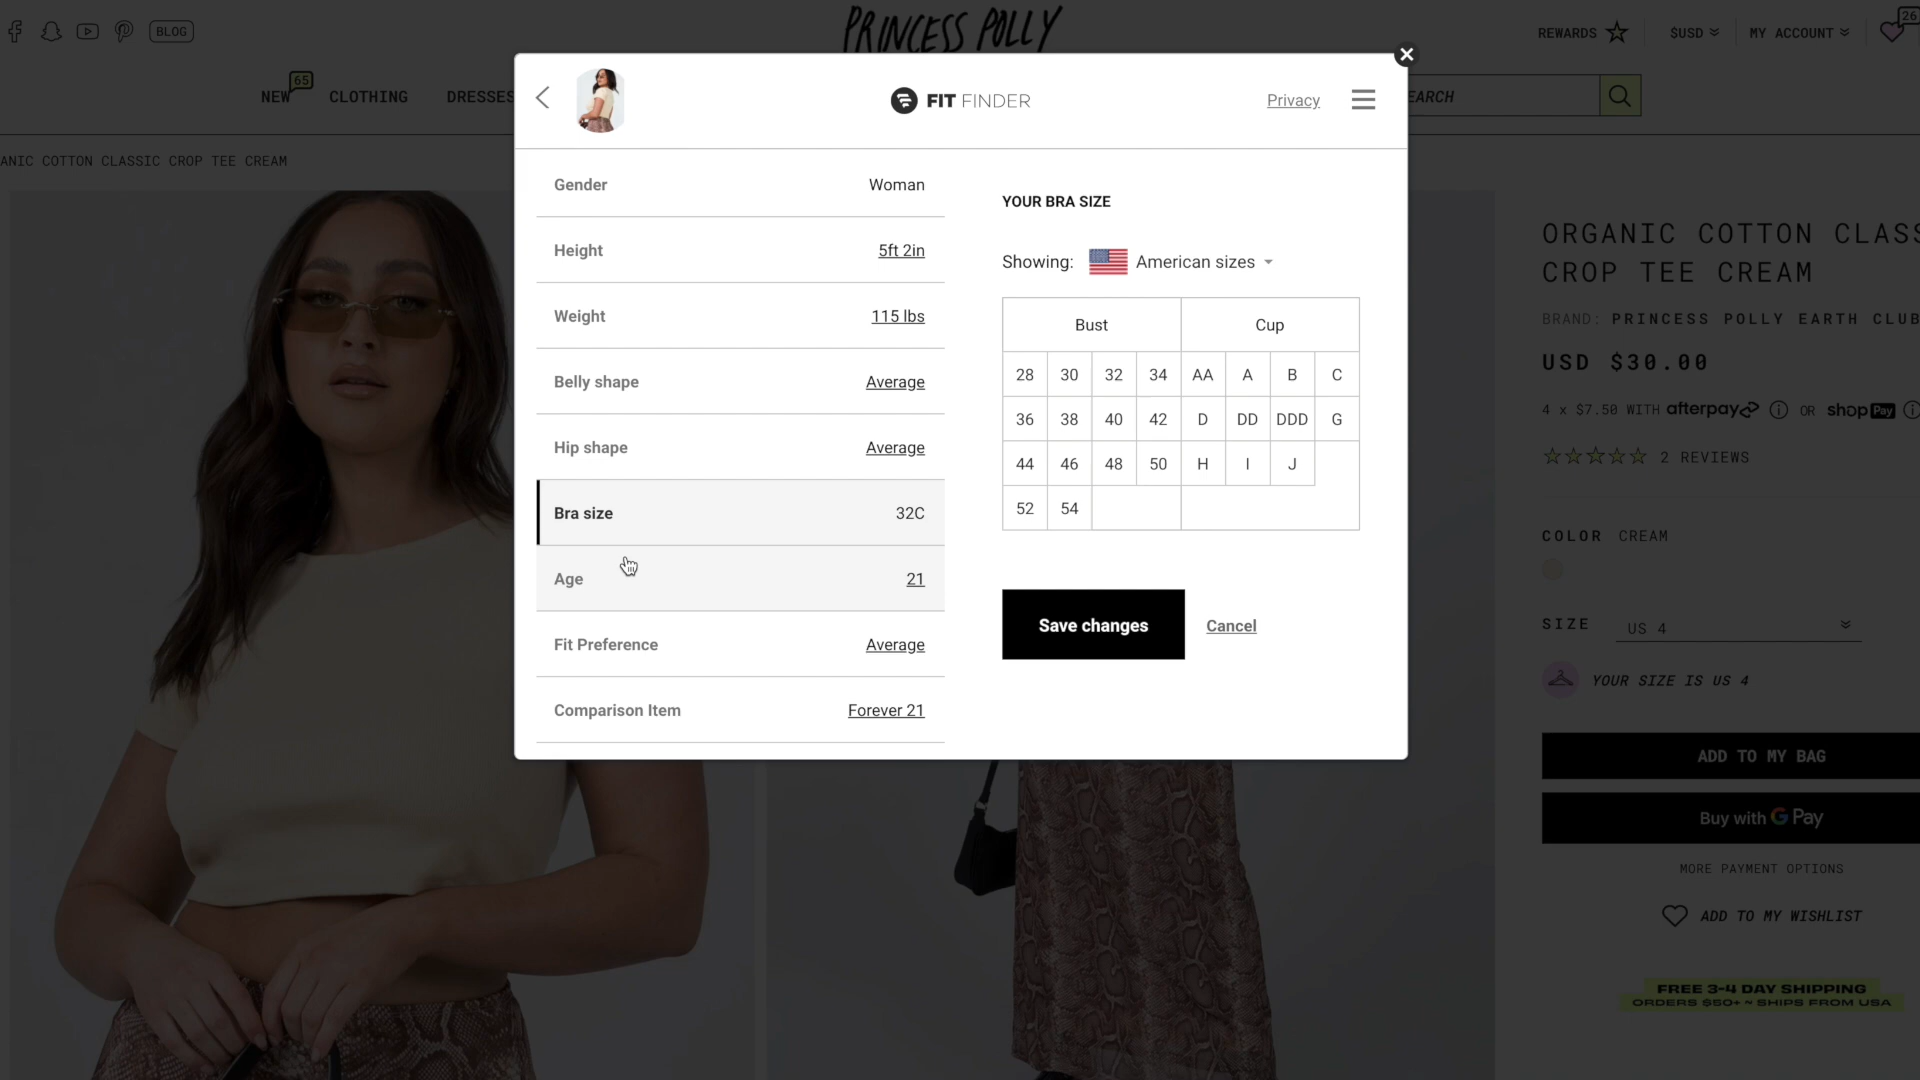 BLOG
PRINCESS POLLY
REWARDS
$USD
MY ACCOUNT
26
NEW
65
CLOTHING
DRESSES
EARCH
ANIC COTTON CLASSIC CROP TEE CREAM
FIT FINDER
Privacy
Gender
Woman
Height
5ft 2in
Weight
115 lbs
Belly shape
Average
Hip shape
Average
Bra size
32C
Age
21
Fit Preference
Average
Comparison Item
Forever 21
YOUR BRA SIZE
Showing: American sizes
Bust Cup
28 30 32 34 AA A B C
36 38 40 42 D DD DDD G
44 46 48 50 H I J
52 54
Save changes
Cancel
ORGANIC COTTON CLASS
CROP TEE CREAM
BRAND: PRINCESS POLLY EARTH CLUB
USD $30.00
4 x $7.50 WITH afterpay OR shop Pay
2 REVIEWS
COLOR CREAM
SIZE US 4
YOUR SIZE IS US 4
ADD TO MY BAG
Buy with G Pay
MORE PAYMENT OPTIONS
ADD TO MY WISHLIST
FREE 3-4 DAY SHIPPING
ORDERS $50+ ~ SHIPS FROM USA